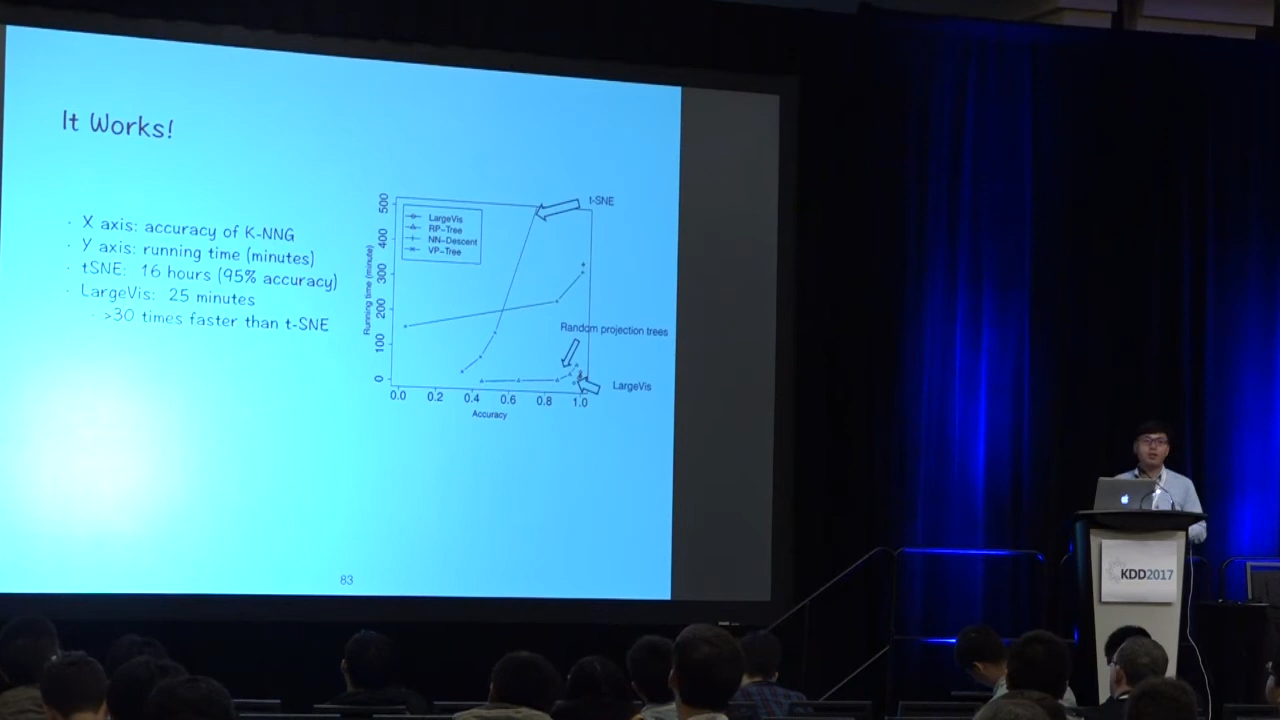 It Works!
· X axis: accuracy of K-NNG
· Y axis: running time (minutes)
· tSNE: 16 hours (95% accuracy)
· LargeVis: 25 minutes
· >30 times faster than t-SNE
t-SNE
LargeVis
RP-Tree
NN-Descent
VP-Tree
Random projection trees
LargeVis
Running time (minute)
500
400
300
200
100
0
0.0 0.2 0.4 0.6 0.8 1.0
Accuracy
83
KDD2017